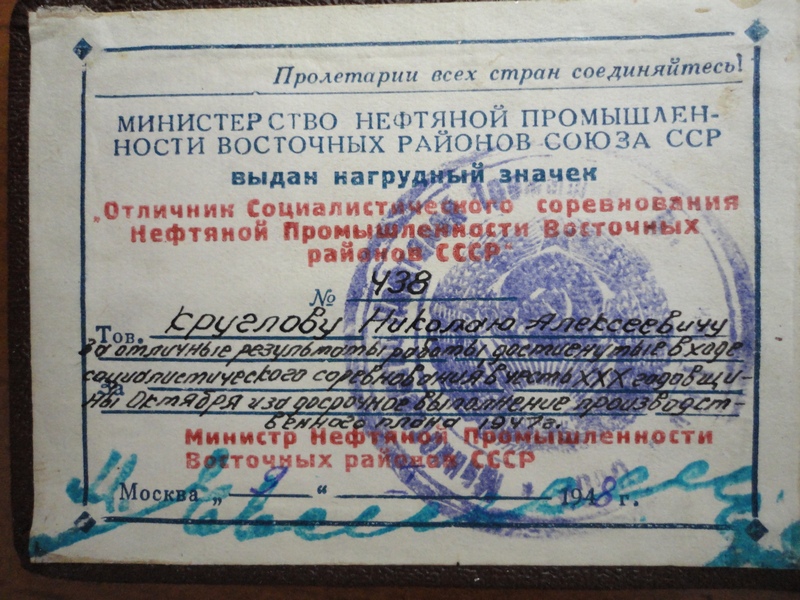 Пролетарии всех стран соединяйтесь!
МИНИСТЕРСТВО НЕФТЯНОЙ ПРОМЫШЛЕН-
НОСТИ ВОСТОЧНЫХ РАЙОНОВ СОЮЗА ССР
выдан нагрудный значек
„Отличник Социалистического соревнования
Нефтяной Промышленности Восточных
районов СССР"
№ 438
Тов. Круглову Николаю Алексеевичу
за отличные результаты работы достигнутые в ходе
За социалистического соревнования в честь XXX годовщи-
ны Октября и за досрочное выполнение производст-
венного плана 1947г.
Министр Нефтяной Промышленности
Восточных районав СССР
Москва „ 9 “ 1948 г.